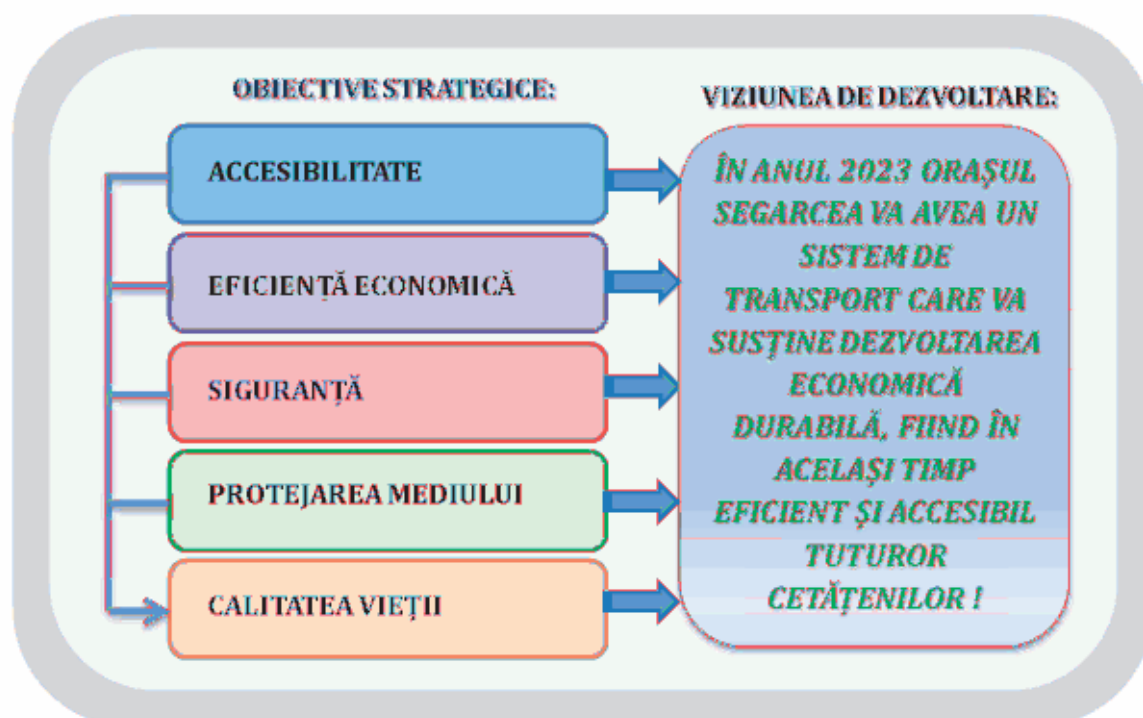 OBIECTIVE STRATEGICE:
ACCESIBILITATE
EFICIENȚĂ ECONOMICĂ
SIGURANȚĂ
PROTEJAREA MEDIULUI
CALITATEA VIEȚII
VIZIUNEA DE DEZVOLTARE:
ÎN ANUL 2023 ORAȘUL
SEGARCEA VA AVEA UN
SISTEM DE
TRANSPORT CARE VA
SUSȚINE DEZVOLTAREA
ECONOMICĂ
DURABILĂ, FIIND ÎN
ACELAȘI TIMP
EFICIENT ȘI ACCESIBIL
TUTUROR
CETĂȚENILOR !